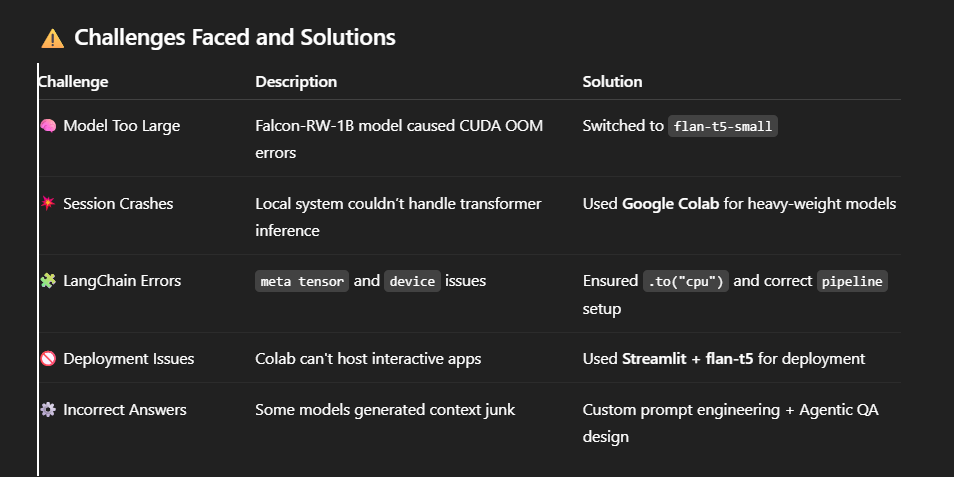 ⚠️ Challenges Faced and Solutions
Challenge Description Solution
🧠 Model Too Large Falcon-RW-1B model caused CUDA OOM Switched to flan-t5-small
errors
💥 Session Crashes Local system couldn't handle transformer Used Google Colab for heavy-weight models
inference
🧩 LangChain Errors meta tensor and device issues Ensured .to("cpu") and correct pipeline
setup
🚫 Deployment Issues Colab can't host interactive apps Used Streamlit + flan-t5 for deployment
⚙️ Incorrect Answers Some models generated context junk Custom prompt engineering + Agentic QA
design